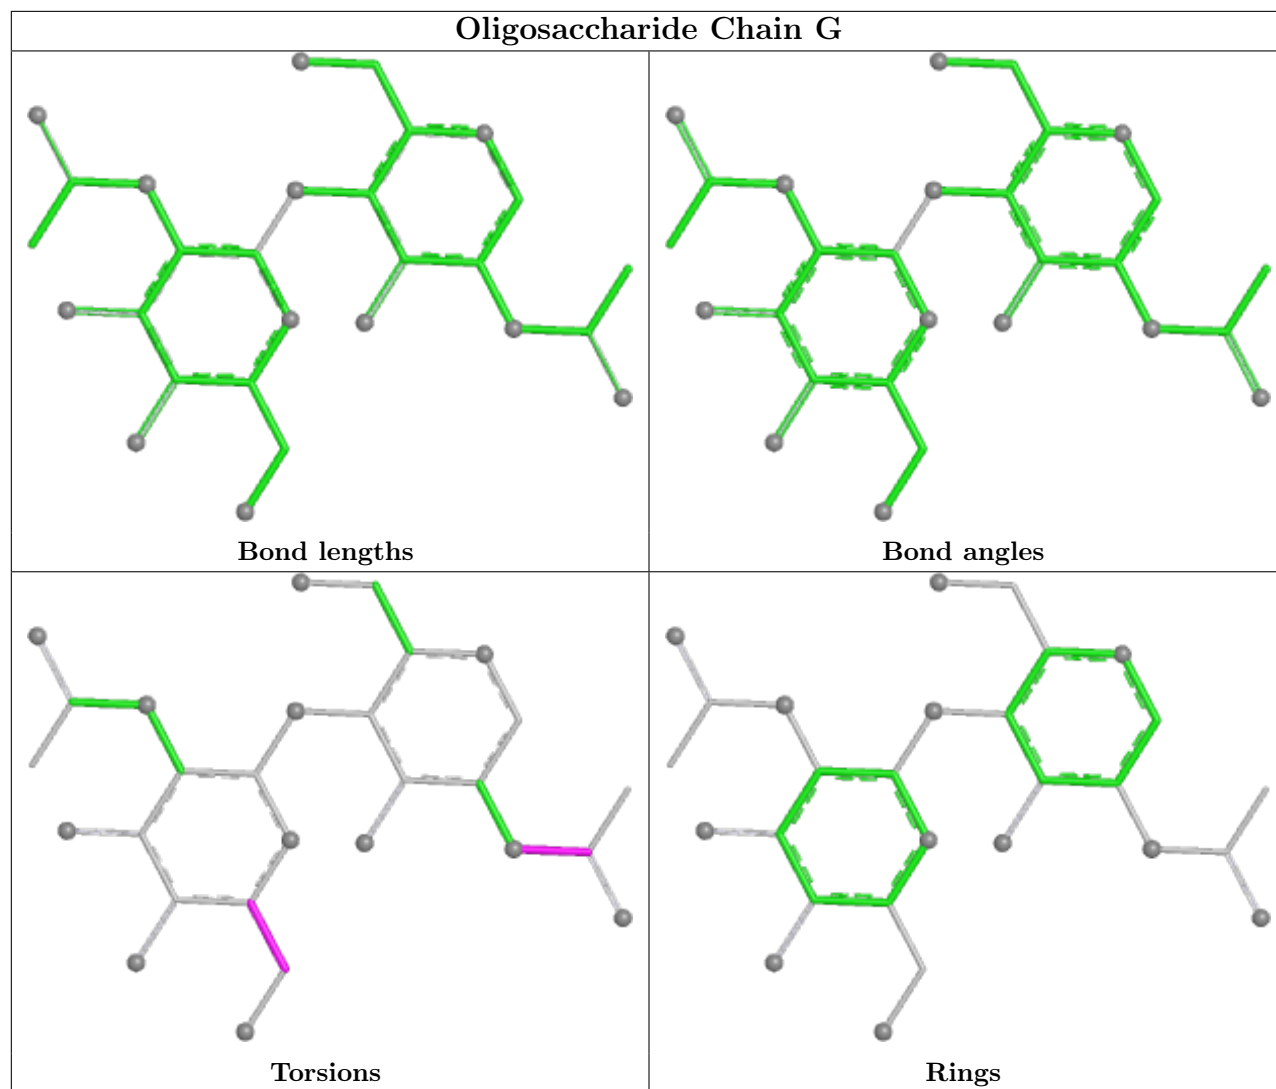 Oligosaccharide Chain G
Bond lengths
Bond angles
Torsions
Rings